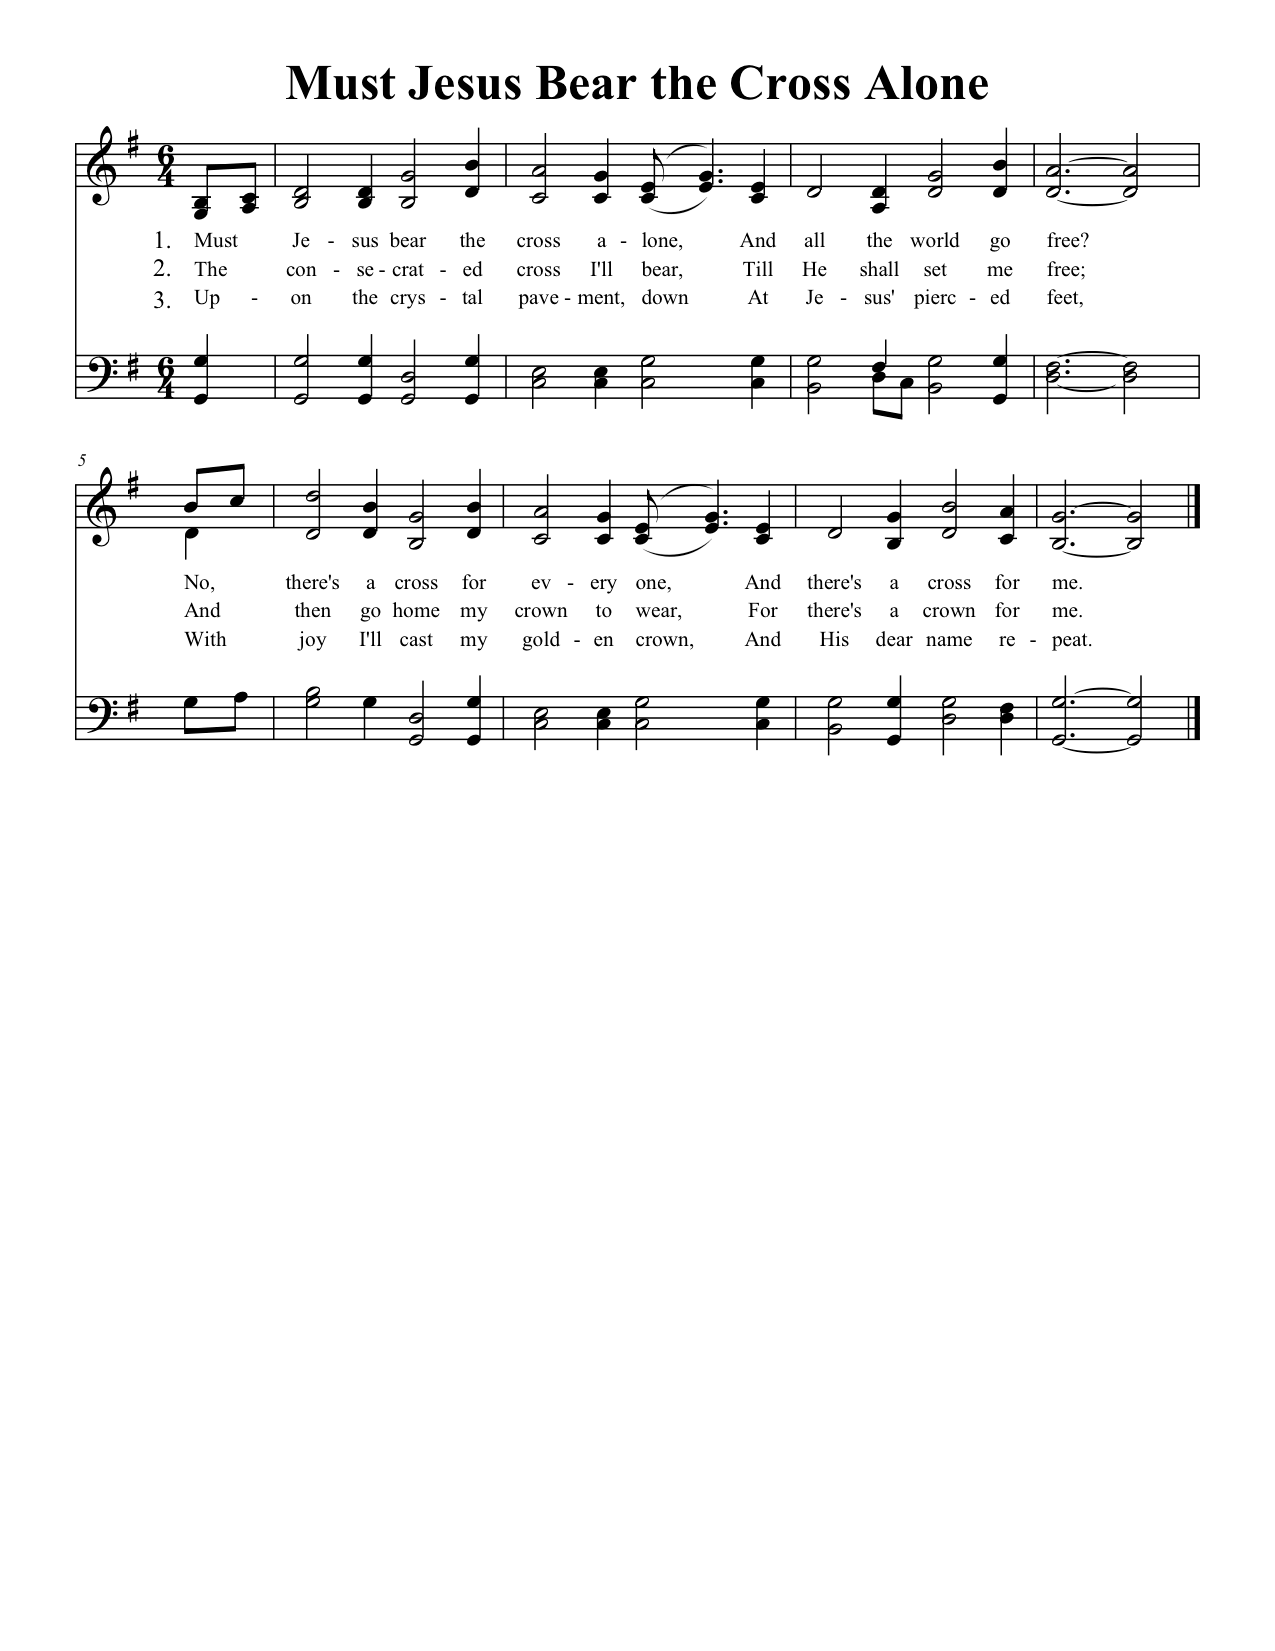 Must Jesus Bear the Cross Alone
6
4
1. Must Je - sus bear the cross a - lone, And all the world go free?
2. The con - se - crat - ed cross I'll bear, Till He shall set me free;
3. Up - on the crys - tal pave - ment, down At Je - sus' pierc - ed feet,
6
4
5
No, there's a cross for ev - ery one, And there's a cross for me.
And then go home my crown to wear, For there's a crown for me.
With joy I'll cast my gold - en crown, And His dear name re - peat.